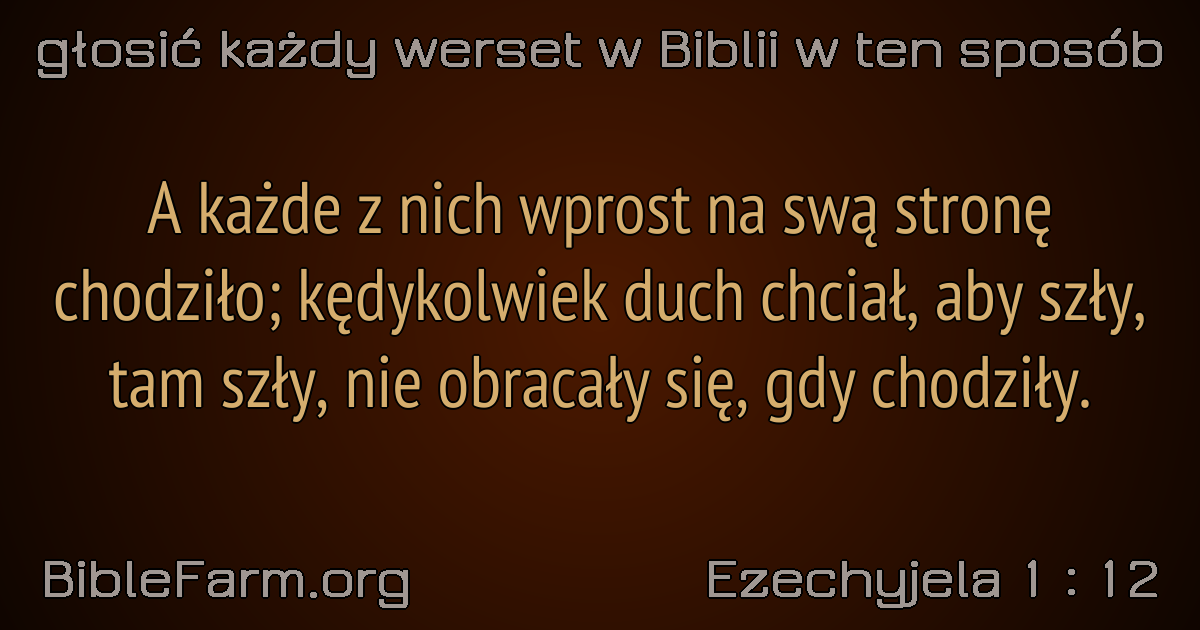 głosić każdy werset w Biblii w ten sposób
A każde z nich wprost na swą stronę
chodziło; kędykolwiek duch chciał, aby szły,
tam szły, nie obracały się, gdy chodziły.
BibleFarm.org
Ezechyjela 1 : 12